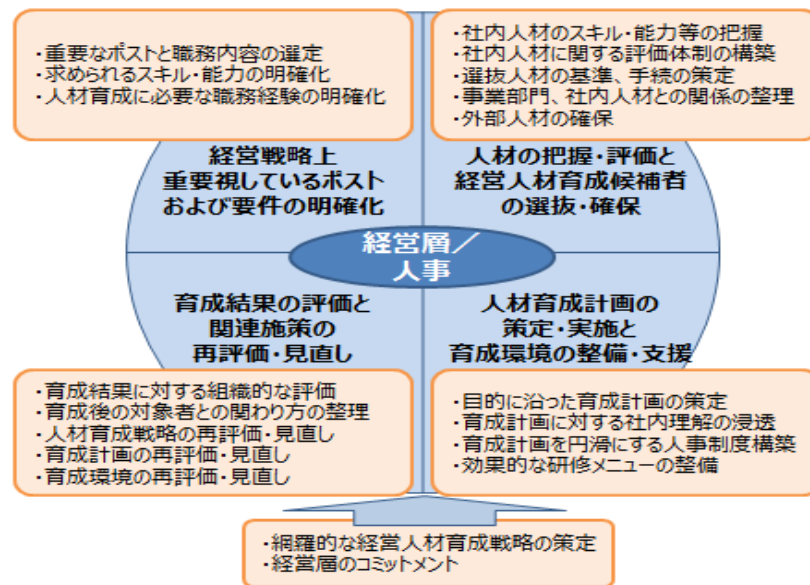 ・重要なポストと職務内容の選定
・求められるスキル・能力の明確化
・人材育成に必要な職務経験の明確化
・社内人材のスキル・能力等の把握
・社内人材に関する評価体制の構築
・選抜人材の基準、手続の策定
・事業部門、社内人材との関係の整理
・外部人材の確保
経営戦略上
重要視しているポスト
および要件の明確化
人材の把握・評価と
経営人材育成候補者
の選抜・確保
経営層／
人事
育成結果の評価と
関連施策の
再評価・見直し
人材育成計画の
策定・実施と
育成環境の整備・支援
・育成結果に対する組織的な評価
・育成後の対象者との関わり方の整理
・人材育成戦略の再評価・見直し
・育成計画の再評価・見直し
・育成環境の再評価・見直し
・目的に沿った育成計画の策定
・育成計画に対する社内理解の浸透
・育成計画を円滑にする人事制度構築
・効果的な研修メニューの整備
・網羅的な経営人材育成戦略の策定
・経営層のコミットメント